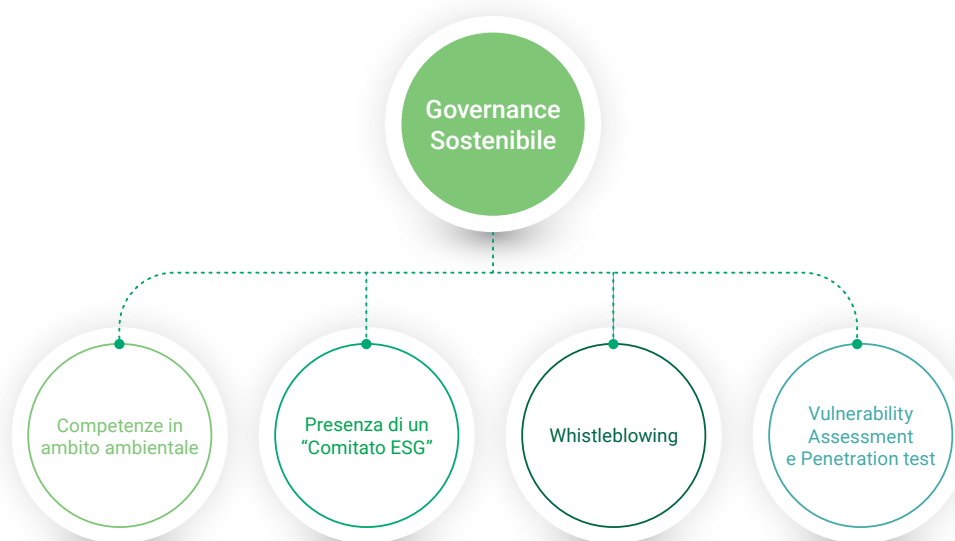 Governance
Sostenibile
Competenze in
ambito ambientale
Presenza di un
“Comitato ESG”
Whistleblowing
Vulnerability
Assessment
e Penetration test